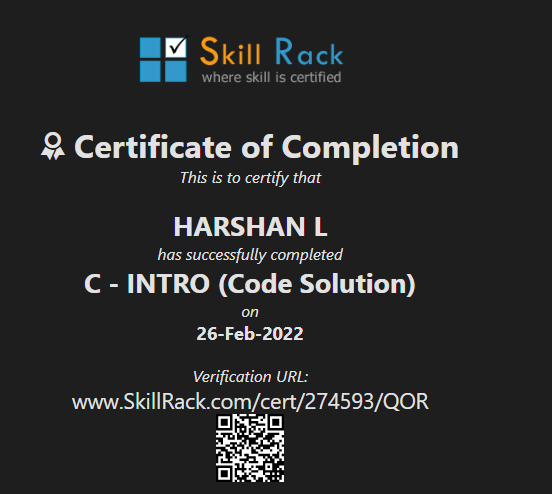 Skill Rack
where skill is certified
Certificate of Completion
This is to certify that
HARSHAN L
has successfully completed
C - INTRO (Code Solution)
on
26-Feb-2022
Verification URL:
www.SkillRack.com/cert/274593/QOR